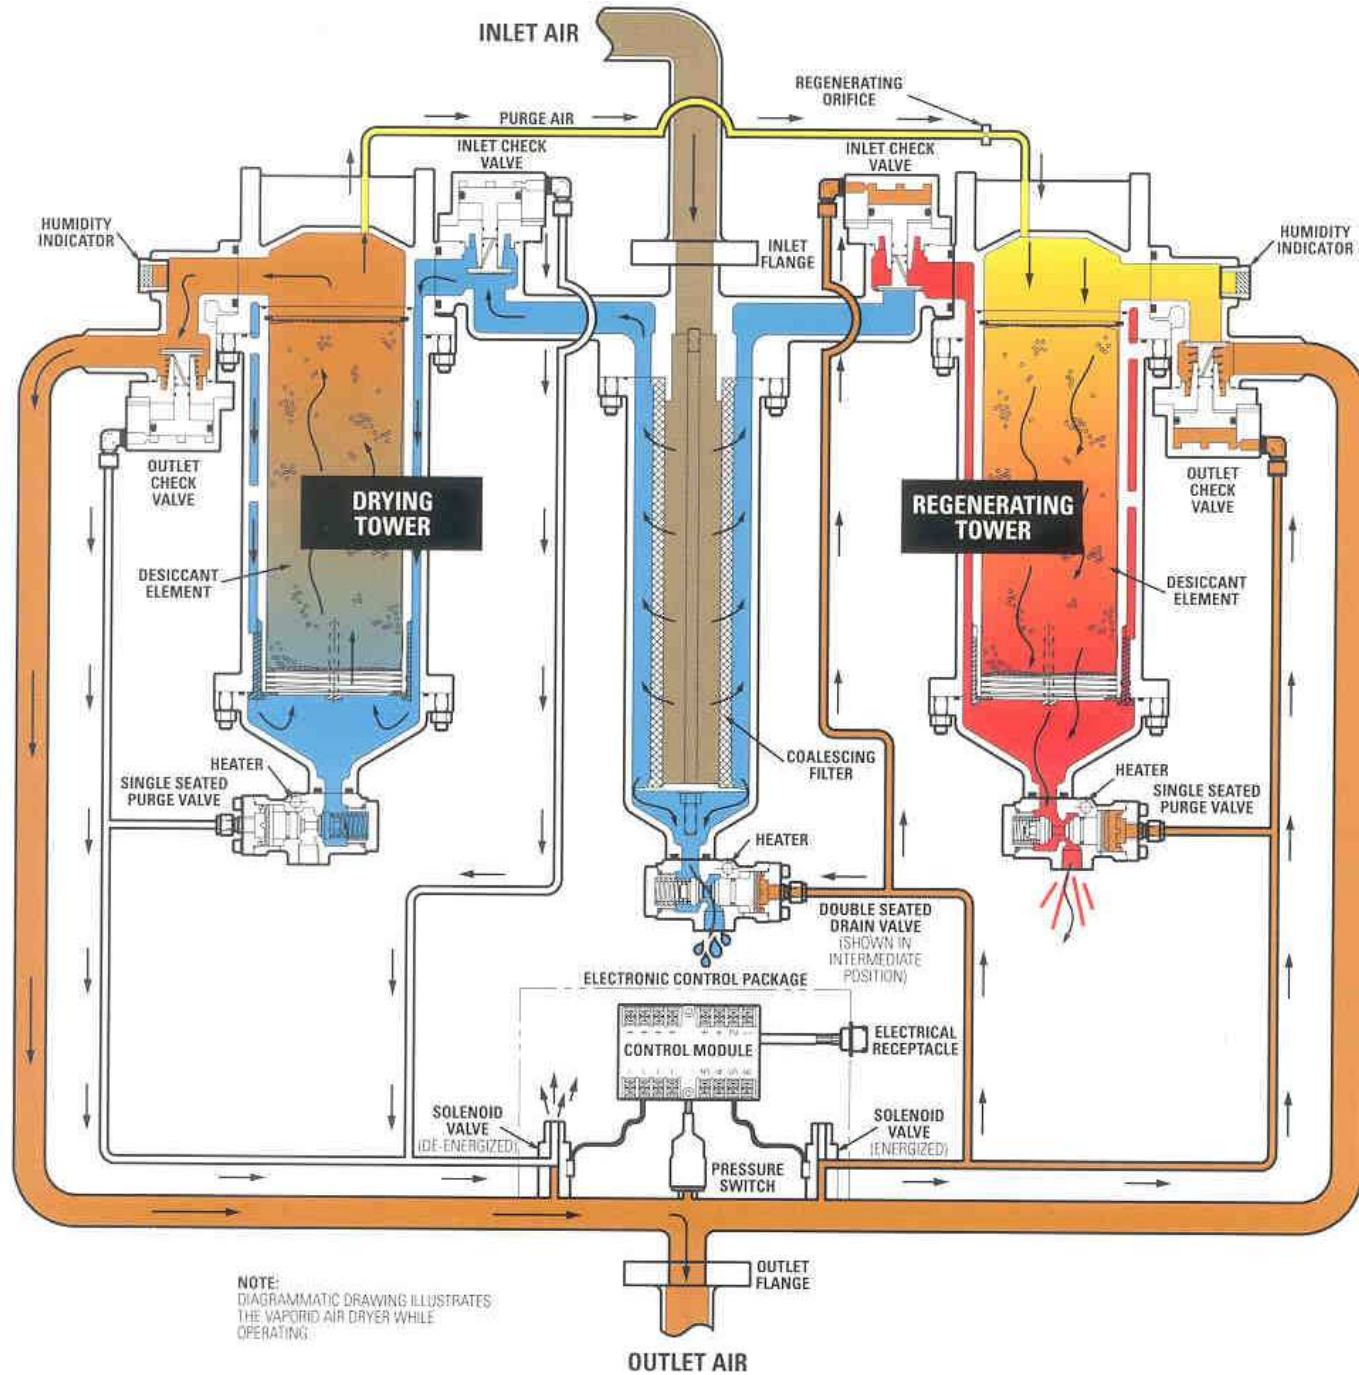 INLET AIR
REGENERATING
ORIFICE
PURGE AIR
INLET CHECK
VALVE
INLET CHECK
VALVE
HUMIDITY
INDICATOR
INLET
FLANGE
HUMIDITY
INDICATOR
OUTLET
CHECK
VALVE
DRYING
TOWER
REGENERATING
TOWER
OUTLET
CHECK
VALVE
DESICCANT
ELEMENT
DESICCANT
ELEMENT
COALESCING
FILTER
HEATER
SINGLE SEATED
PURGE VALVE
HEATER
SINGLE SEATED
PURGE VALVE
HEATER
DOUBLE SEATED
DRAIN VALVE
(SHOWN IN
INTERMEDIATE
POSITION)
ELECTRONIC CONTROL PACKAGE
CONTROL MODULE
ELECTRICAL
RECEPTACLE
SOLENOID
VALVE
(DE-ENERGIZED)
SOLENOID
VALVE
(ENERGIZED)
PRESSURE
SWITCH
OUTLET
FLANGE
NOTE:
DIAGRAMMATIC DRAWING ILLUSTRATES
THE VAPORID AIR DRYER WHILE
OPERATING.
OUTLET AIR